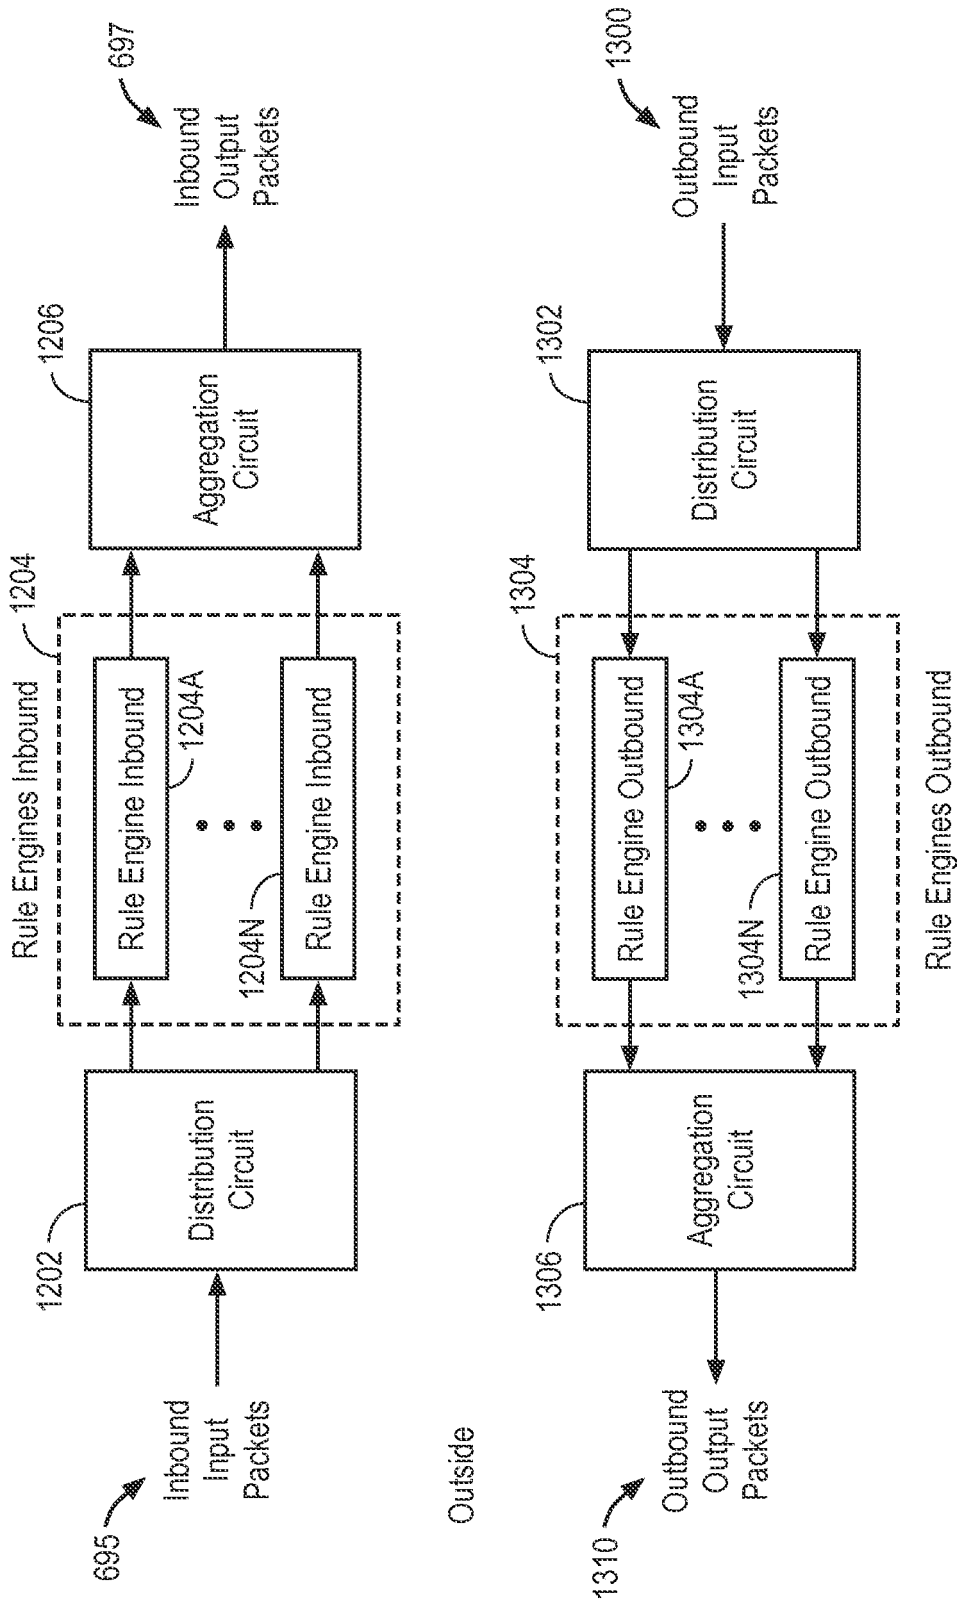 Rule Engines Inbound
1202
1204
1206
695
Inbound
Input
Packets
Distribution
Circuit
Rule Engine Inbound
1204A
1204N
Rule Engine Inbound
Aggregation
Circuit
697
Inbound
Output
Packets
Outside
1310
Outbound
Output
Packets
1306
Aggregation
Circuit
1304
Rule Engine Outbound
1304A
1304N
Rule Engine Outbound
1302
Distribution
Circuit
1300
Outbound
Input
Packets
Rule Engines Outbound